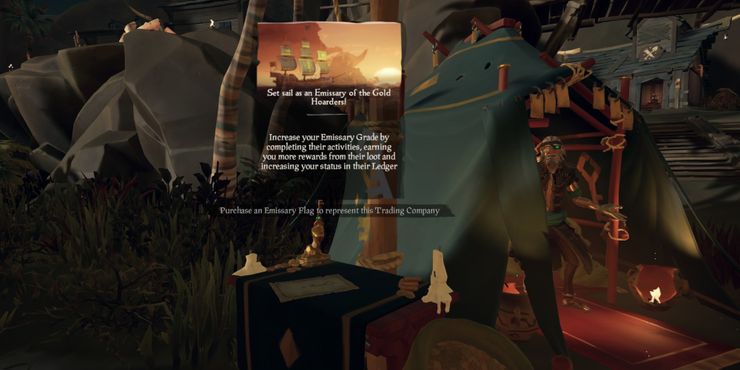 Set sail as an Emissary of the Gold
Hoarders!
Increase your Emissary Grade by
completing their activities, earning
you more rewards from their loot and
increasing your status in their Ledger
Purchase an Emissary Flag to represent this Trading Company